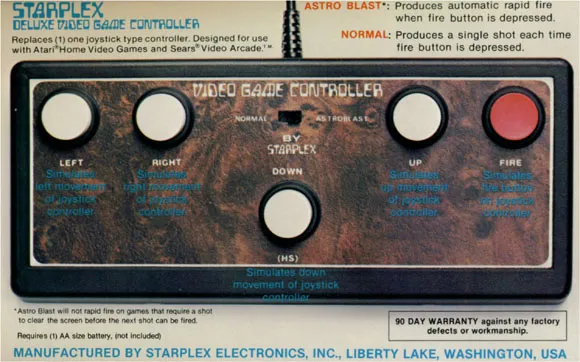 STARPLEX
DELUXE VIDEO GAME CONTROLLER
Replaces (1) one joystick type controller. Designed for use
with Atari® Home Video Games and Sears® Video Arcade.™
ASTRO BLAST*: Produces automatic rapid fire
when fire button is depressed.
NORMAL: Produces a single shot each time
fire button is depressed.
VIDEO GAME CONTROLLER
NORMAL ASTROBLAST
BY
STARPLEX
LEFT
Simulates
left movement
of joystick
controller
RIGHT
Simulates
right movement
of joystick
controller
DOWN
(HS)
Simulates down
movement of joystick
controller
UP
Simulates
up movement
of joystick
controller
FIRE
Simulates
fire button
on joystick
controller
*Astro Blast will not rapid fire on games that require a shot
to clear the screen before the next shot can be fired.
Requires (1) AA size battery, (not included)
90 DAY WARRANTY against any factory
defects or workmanship.
MANUFACTURED BY STARPLEX ELECTRONICS, INC., LIBERTY LAKE, WASHINGTON, USA